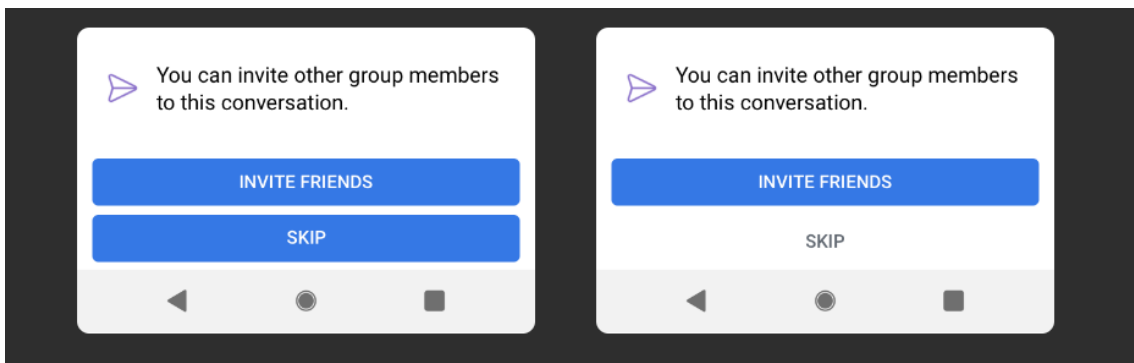 You can invite other group members
to this conversation.
INVITE FRIENDS
SKIP
You can invite other group members
to this conversation.
INVITE FRIENDS
SKIP